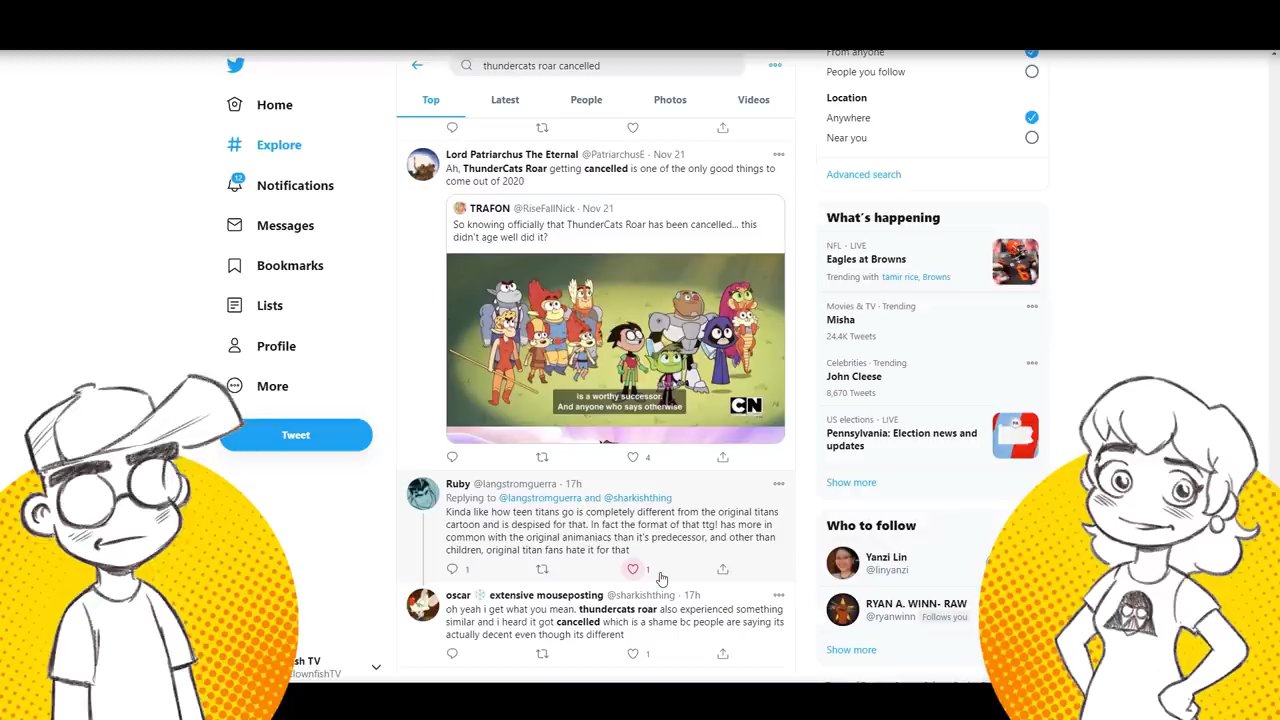 thundercats roar cancelled
Home
Explore
12
Notifications
Messages
Bookmarks
Lists
Profile
More
Tweet
sh TV
lownfishTV
Top
Latest
People
Photos
Videos
Lord Patriarchus The Eternal @PatriarchusE · Nov 21
Ah, ThunderCats Roar getting cancelled is one of the only good things to
come out of 2020
TRAFON @RiseFallNick · Nov 21
So knowing officially that ThunderCats Roar has been cancelled... this
didn't age well did it?
is a worthy successor.
And anyone who says otherwise
CN
4
Ruby @langstromguerra · 17h
Replying to @langstromguerra and @sharkishthing
Kinda like how teen titans go is completely different from the original titans
cartoon and is despised for that. In fact the format of that ttg! has more in
common with the original animaniacs than it's predecessor, and other than
children, original titan fans hate it for that
1
1
oscar ❄ extensive mouseposting @sharkishthing · 17h
oh yeah i get what you mean. thundercats roar also experienced something
similar and i heard it got cancelled which is a shame bc people are saying its
actually decent even though its different
1
From anyone
People you follow
Location
Anywhere
Near you
Advanced search
What's happening
NFL · LIVE
Eagles at Browns
Trending with tamir rice, Browns
Movies & TV · Trending
Misha
24.4K Tweets
Celebrities · Trending
John Cleese
8,670 Tweets
US elections · LIVE
Pennsylvania: Election news and
updates
Show more
Who to follow
Yanzi Lin
@linyanzi
RYAN A. WINN- RAW
@ryanwinn Follows you
Show more